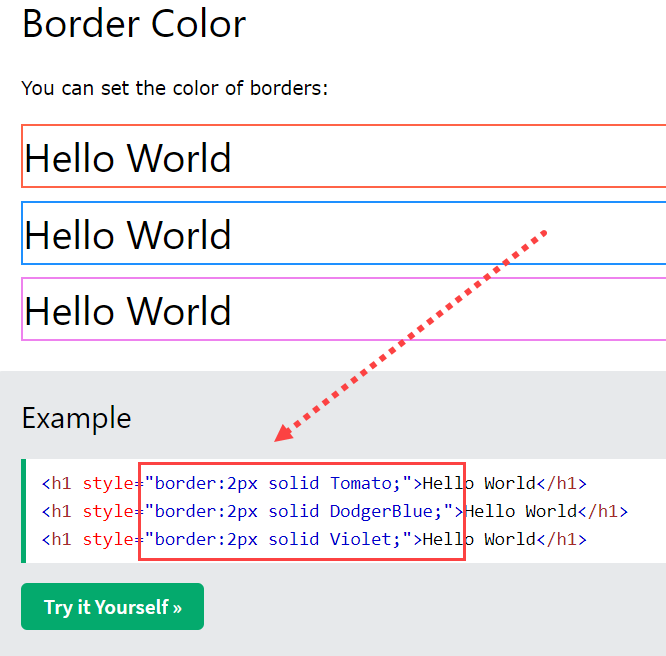 Border Color
You can set the color of borders:
Hello World
Hello World
Hello World
Example
<h1 style="border:2px solid Tomato;">Hello World</h1>
<h1 style="border:2px solid DodgerBlue;">Hello World</h1>
<h1 style="border:2px solid Violet;">Hello World</h1>
Try it Yourself »